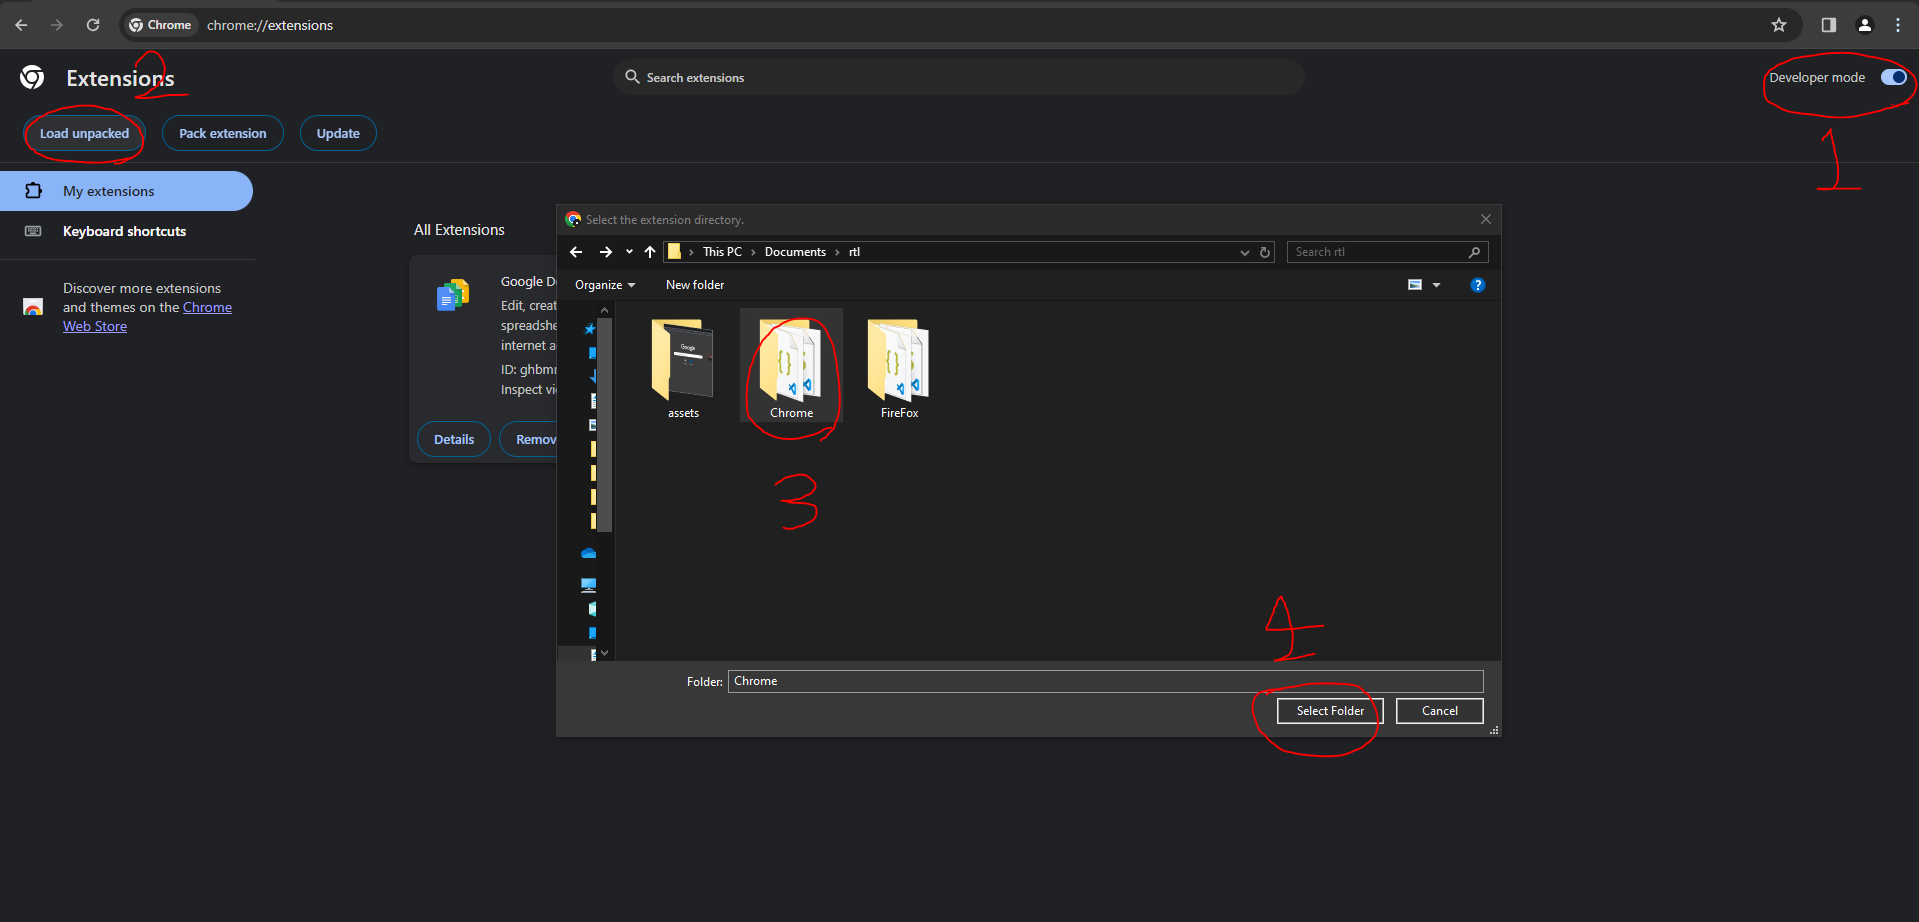 Chrome
chrome://extensions
Extensions
2
Search extensions
Developer mode
1
Load unpacked
Pack extension
Update
My extensions
Keyboard shortcuts
Discover more extensions
and themes on the Chrome
Web Store
All Extensions
Google D
Edit, creat
spreadshe
internet a
ID: ghbmn
Inspect vi
Details
Remov
Select the extension directory.
This PC
Documents
rtl
Search rtl
Organize
New folder
?
assets
Chrome
FireFox
3
4
Folder:
Chrome
Select Folder
Cancel